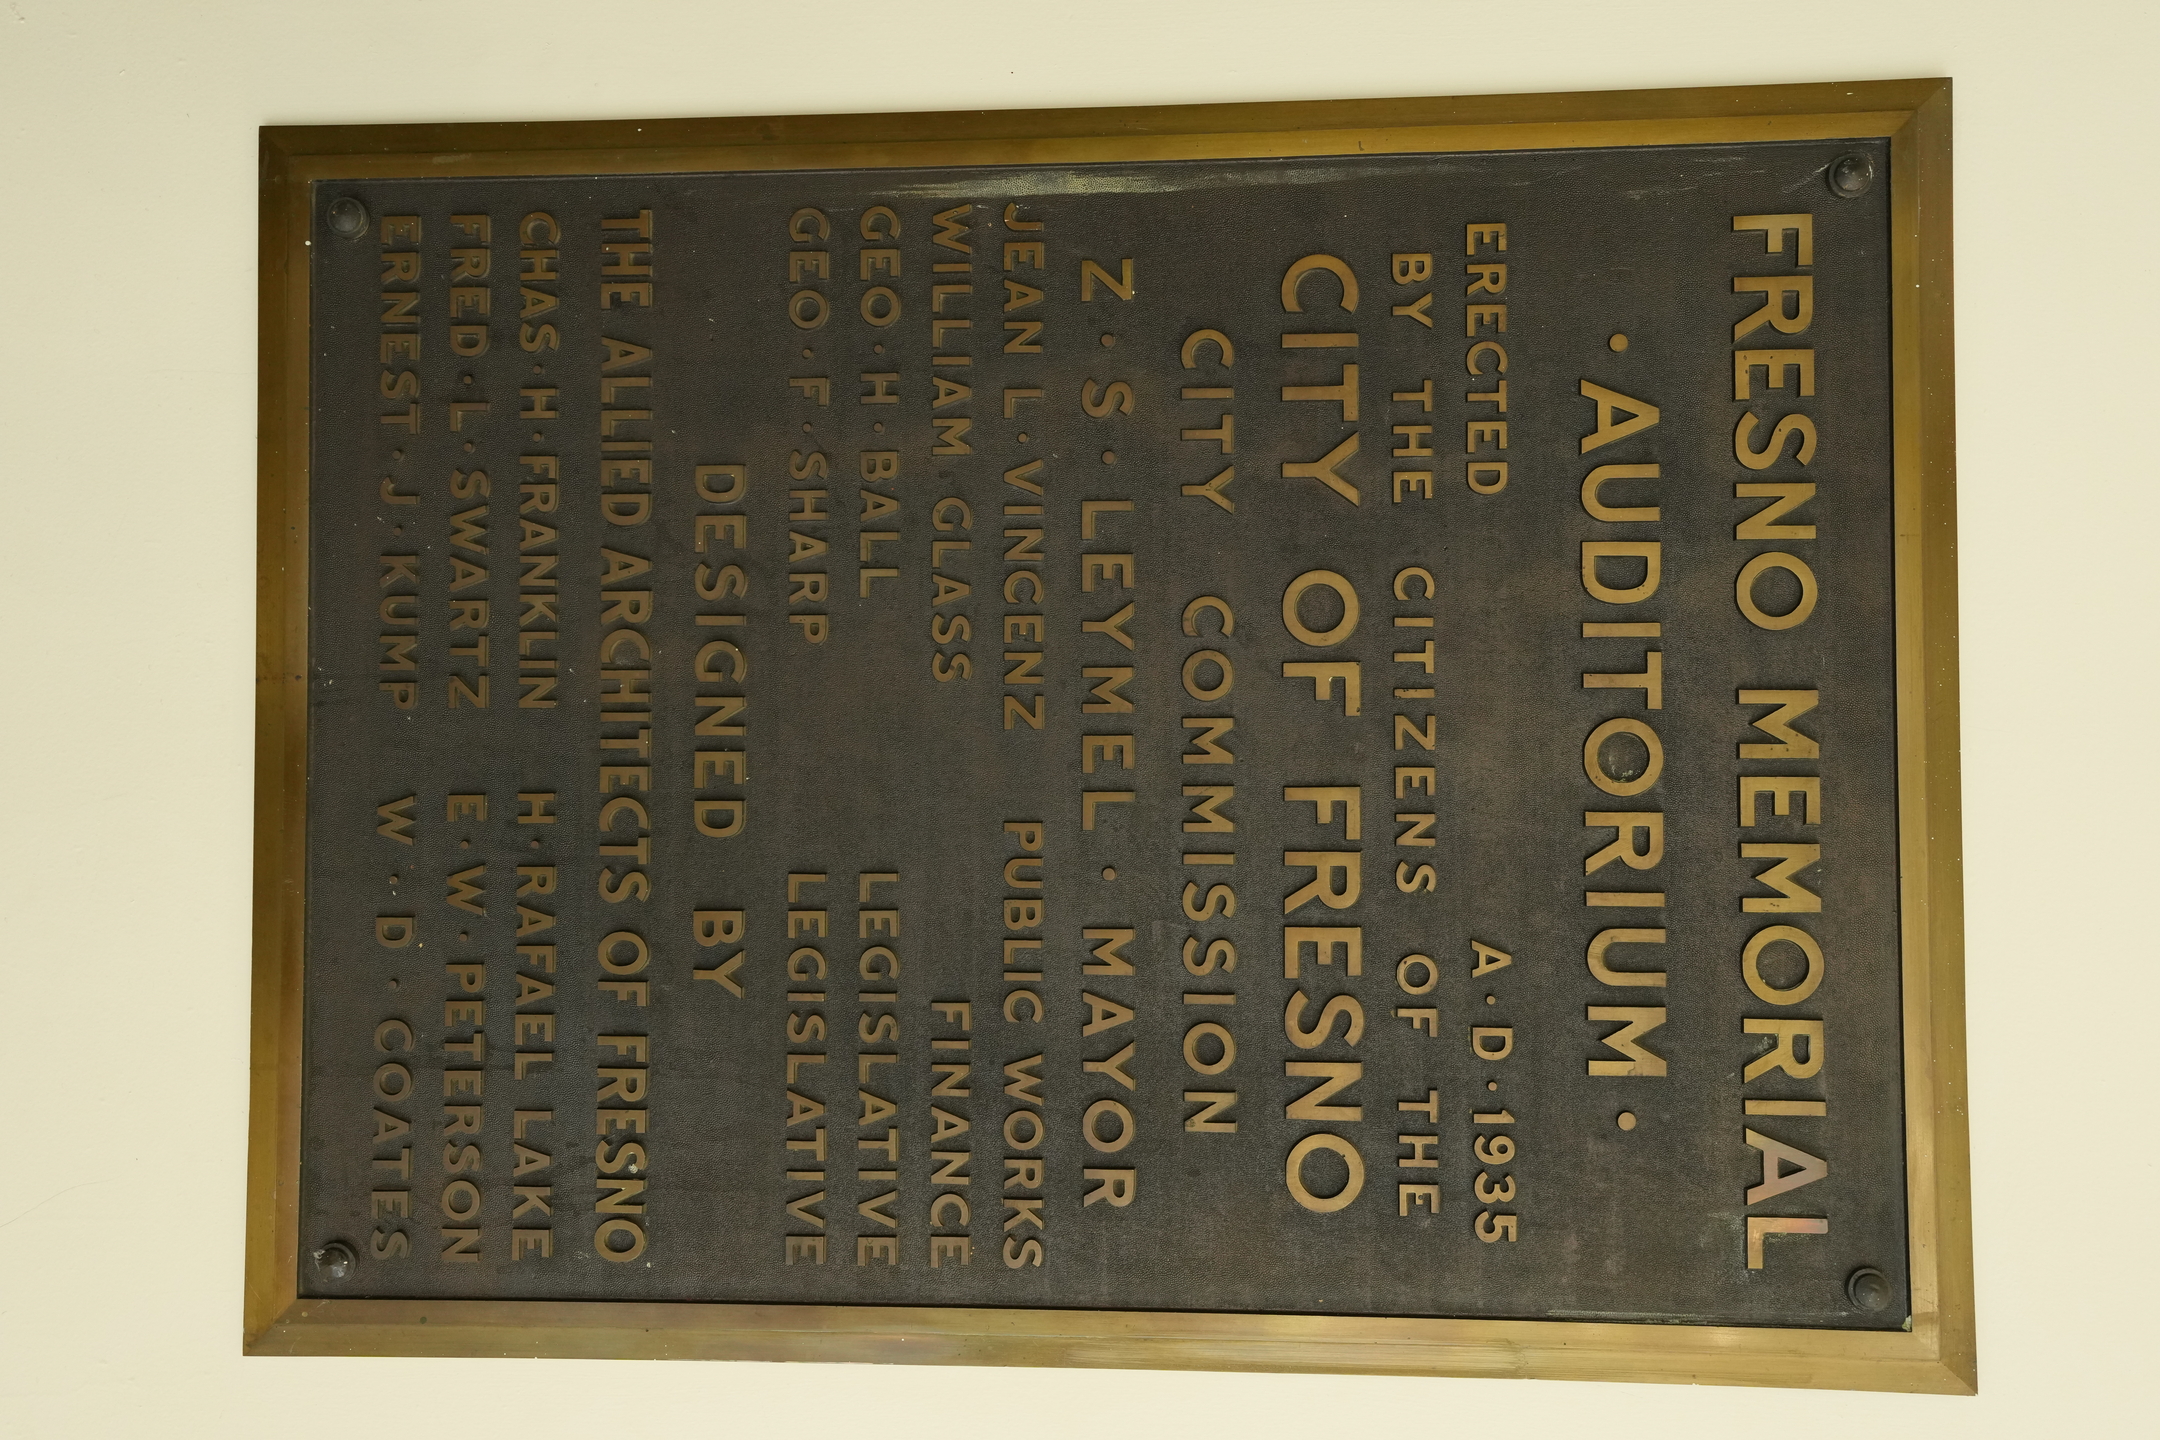 FRESNO MEMORIAL
· AUDITORIUM ·
ERECTED A·D·1935
BY THE CITIZENS OF THE
CITY OF FRESNO
CITY COMMISSION
Z·S·LEYMEL·MAYOR
JEAN L·VINCENZ PUBLIC WORKS
WILLIAM GLASS FINANCE
GEO·H·BALL LEGISLATIVE
GEO·F·SHARP LEGISLATIVE
DESIGNED BY
THE ALLIED ARCHITECTS OF FRESNO
CHAS·H·FRANKLIN H·RAFAEL LAKE
FRED·L·SWARTZ E·W·PETERSON
ERNEST·J·KUMP W·D·COATES